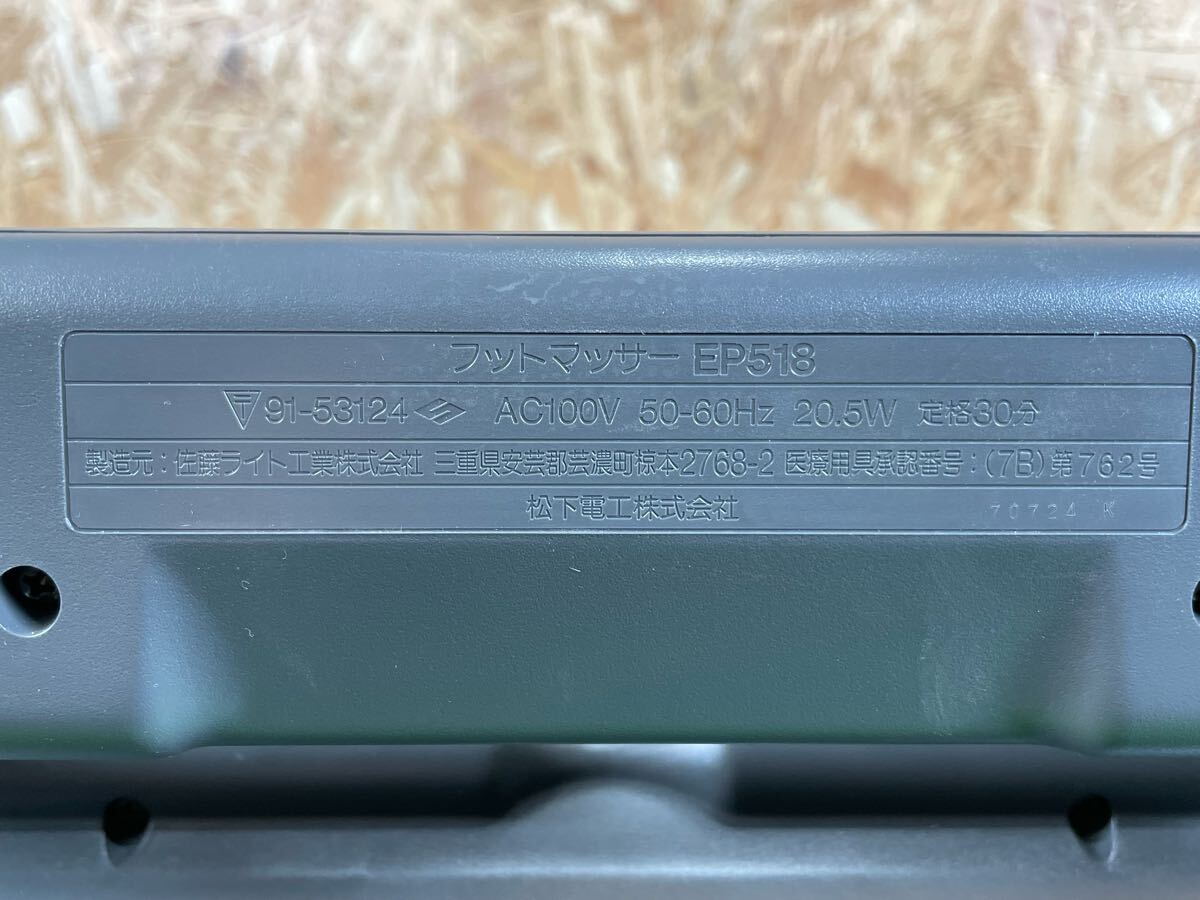 フットマッサー EP518
〒 91-53124 AC100V 50-60Hz 20.5W 定格30分
製造元：佐藤ライト工業株式会社 三重県安芸郡芸濃町椋本2768-2 医療用具承認番号：(7B)第762号
松下電工株式会社 70724 K